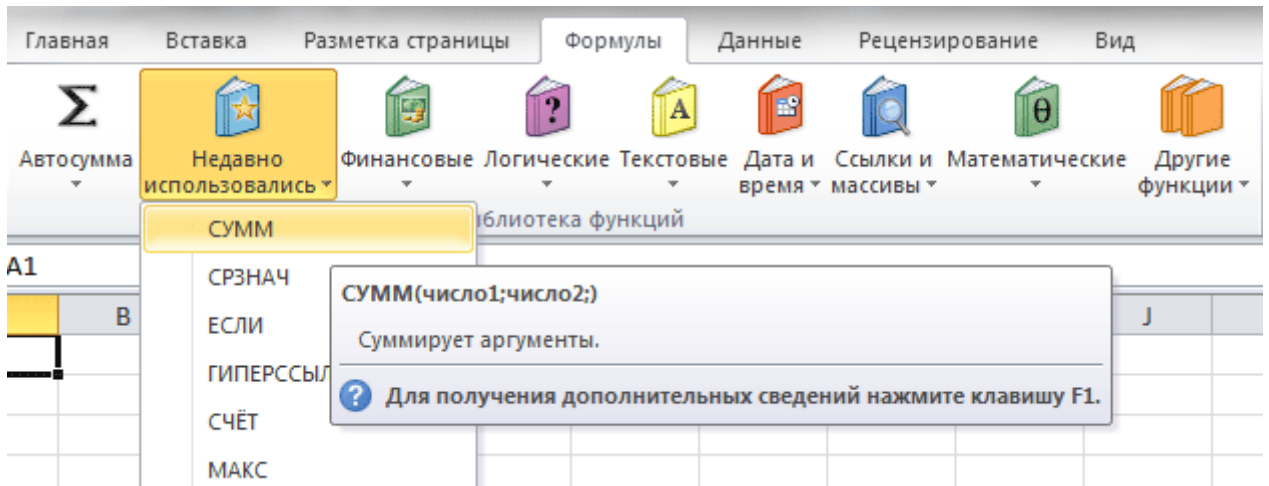 Главная Вставка Разметка страницы Формулы Данные Рецензирование Вид
Σ ? A θ
Автосумма Недавно использовались Финансовые Логические Текстовые Дата и время Ссылки и массивы Математические Другие функции
иблиотека функций
СУММ
A1
СРЗНАЧ
СУММ(число1;число2;)
B J
ЕСЛИ
Суммирует аргументы.
ГИПЕРССЫЛ
? Для получения дополнительных сведений нажмите клавишу F1.
СЧЁТ
МАКС